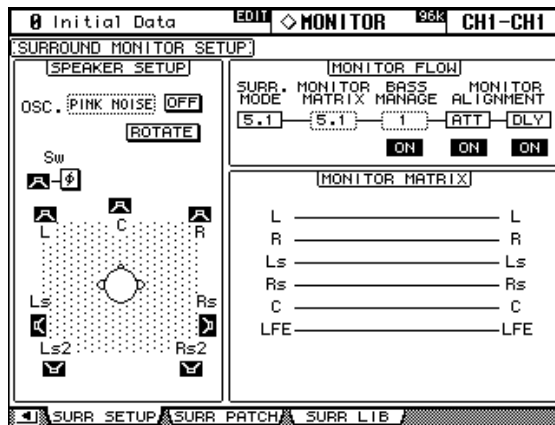 0 Initial Data EDIT ◇MONITOR 96k CH1-CH1
SURROUND MONITOR SETUP
SPEAKER SETUP
OSC. PINK NOISE OFF
ROTATE
Sw
ϕ
L C R
Ls Rs
Ls2 Rs2
MONITOR FLOW
SURR. MODE MONITOR MATRIX BASS MANAGE MONITOR ALIGNMENT
5.1 5.1 1 ATT DLY
ON ON ON
MONITOR MATRIX
L L
R R
Ls Ls
Rs Rs
C C
LFE LFE
SURR SETUP SURR PATCH SURR LIB